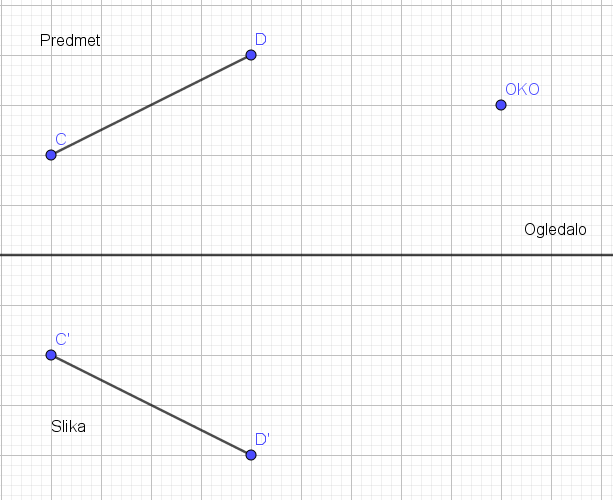 Predmet
D
OKO
C
Ogledalo
C'
Slika
D'